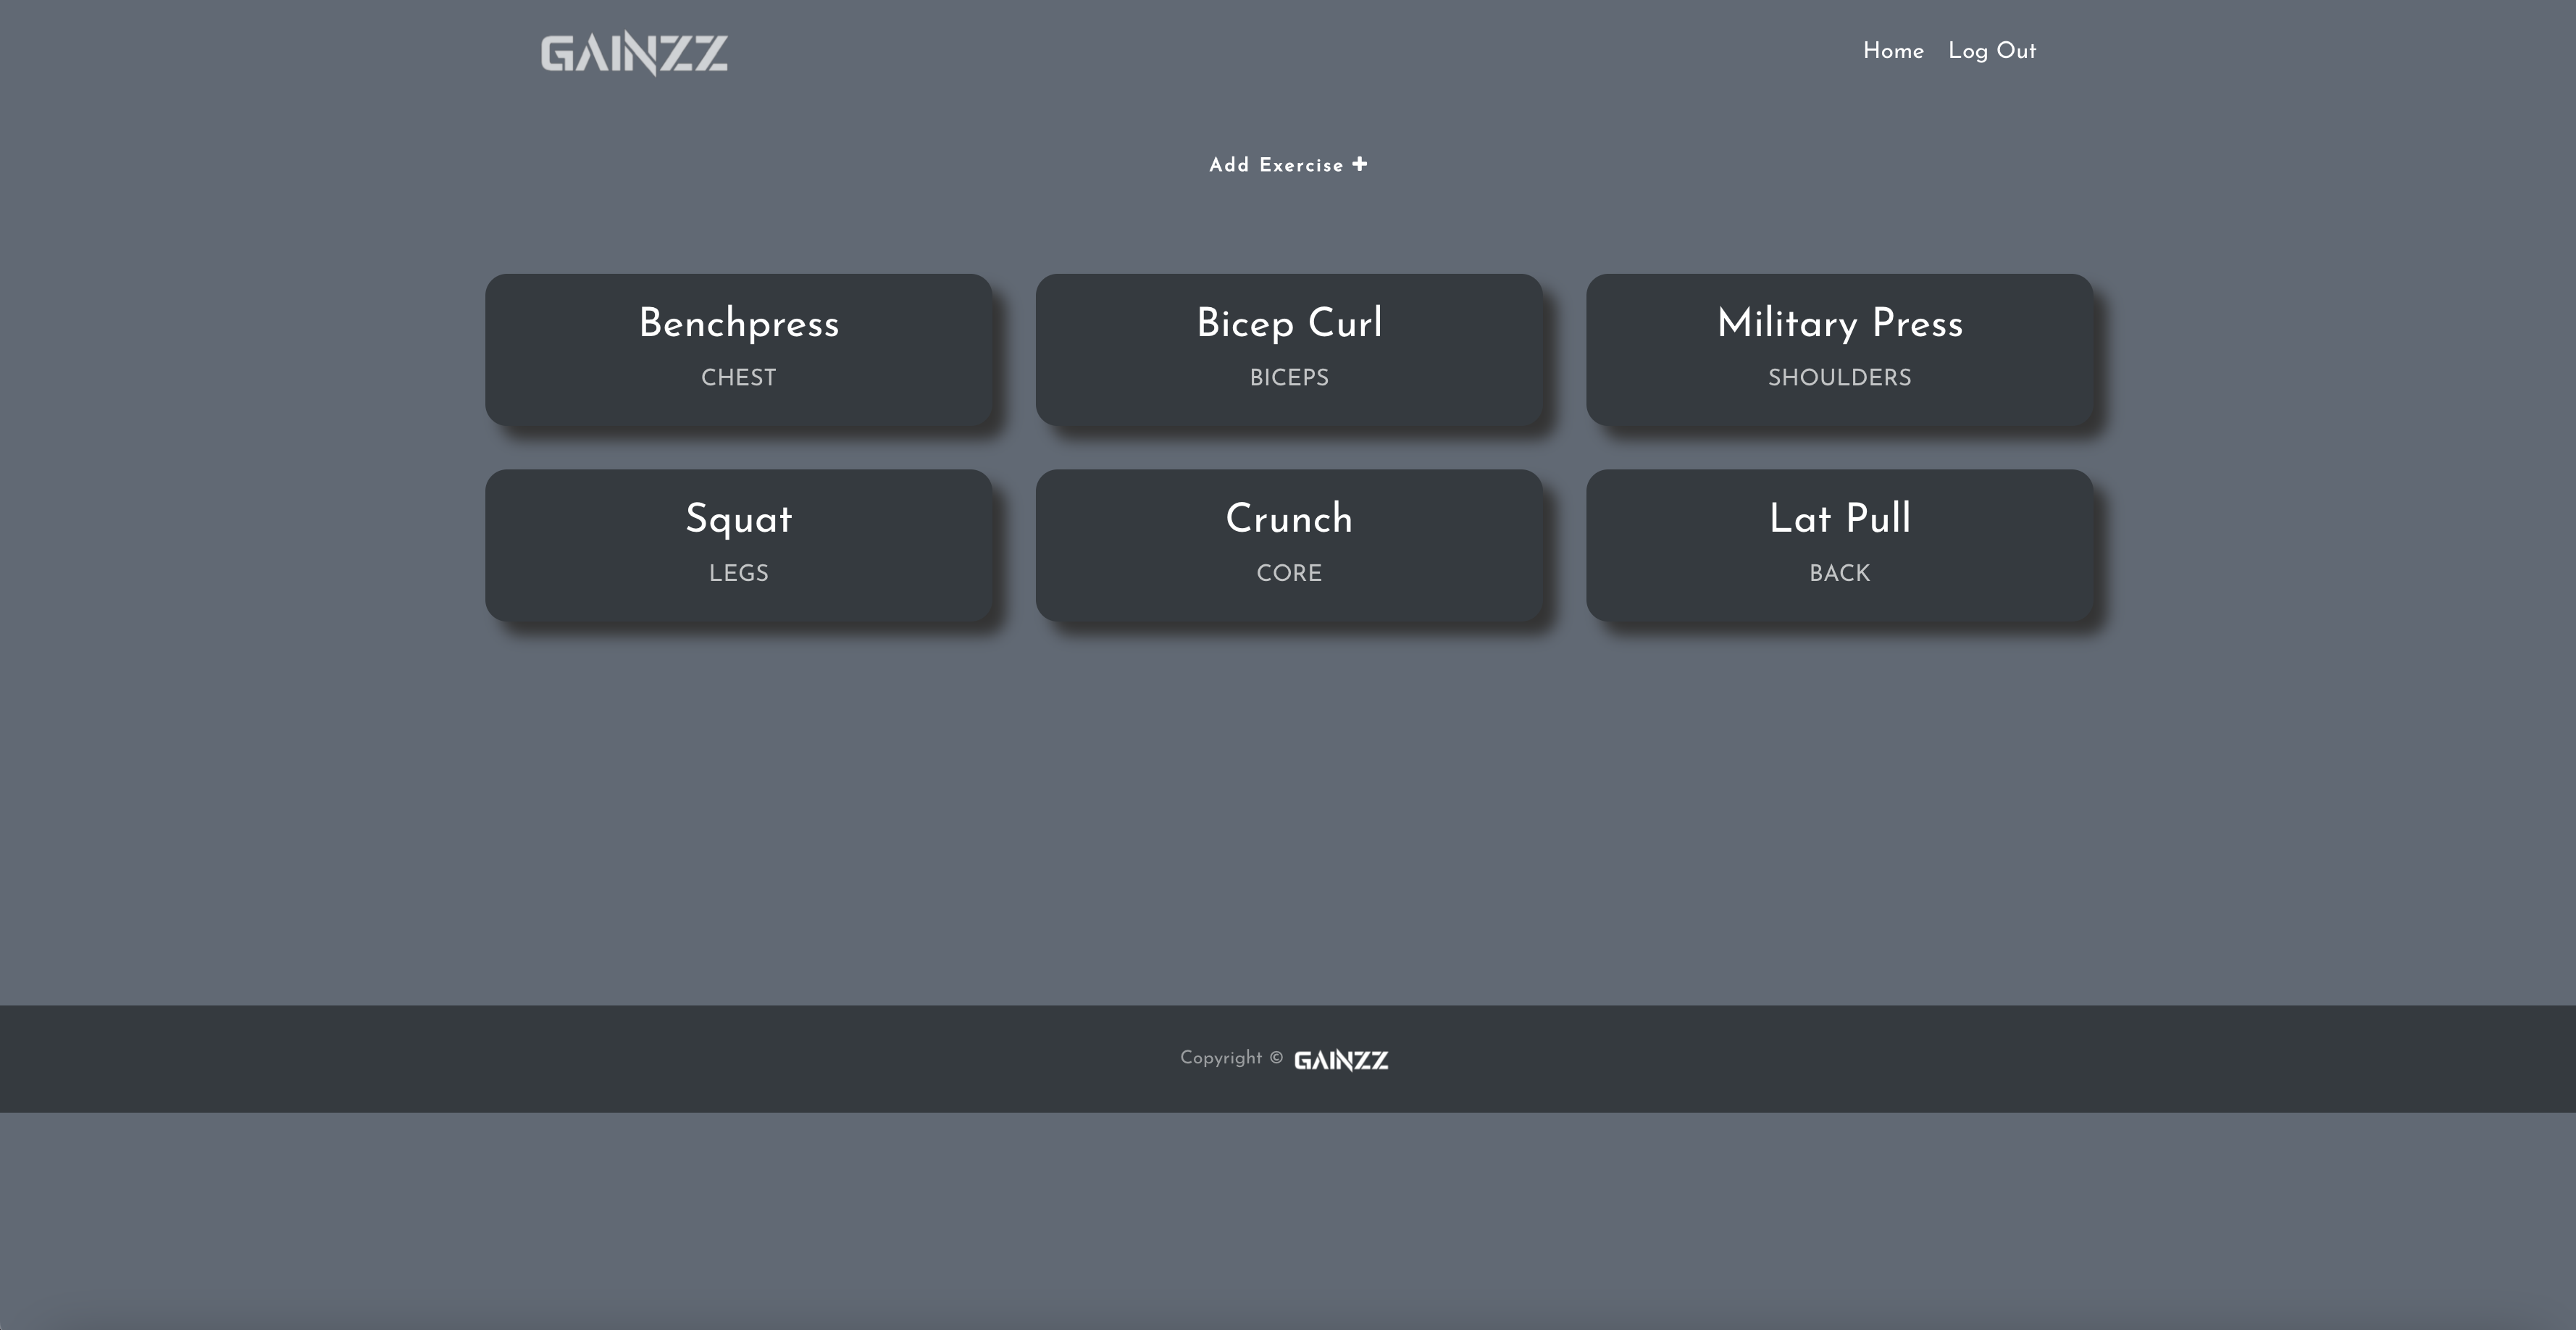 GAINZZ
Home Log Out
Add Exercise +
Benchpress
CHEST
Bicep Curl
BICEPS
Military Press
SHOULDERS
Squat
LEGS
Crunch
CORE
Lat Pull
BACK
Copyright © GAINZZ